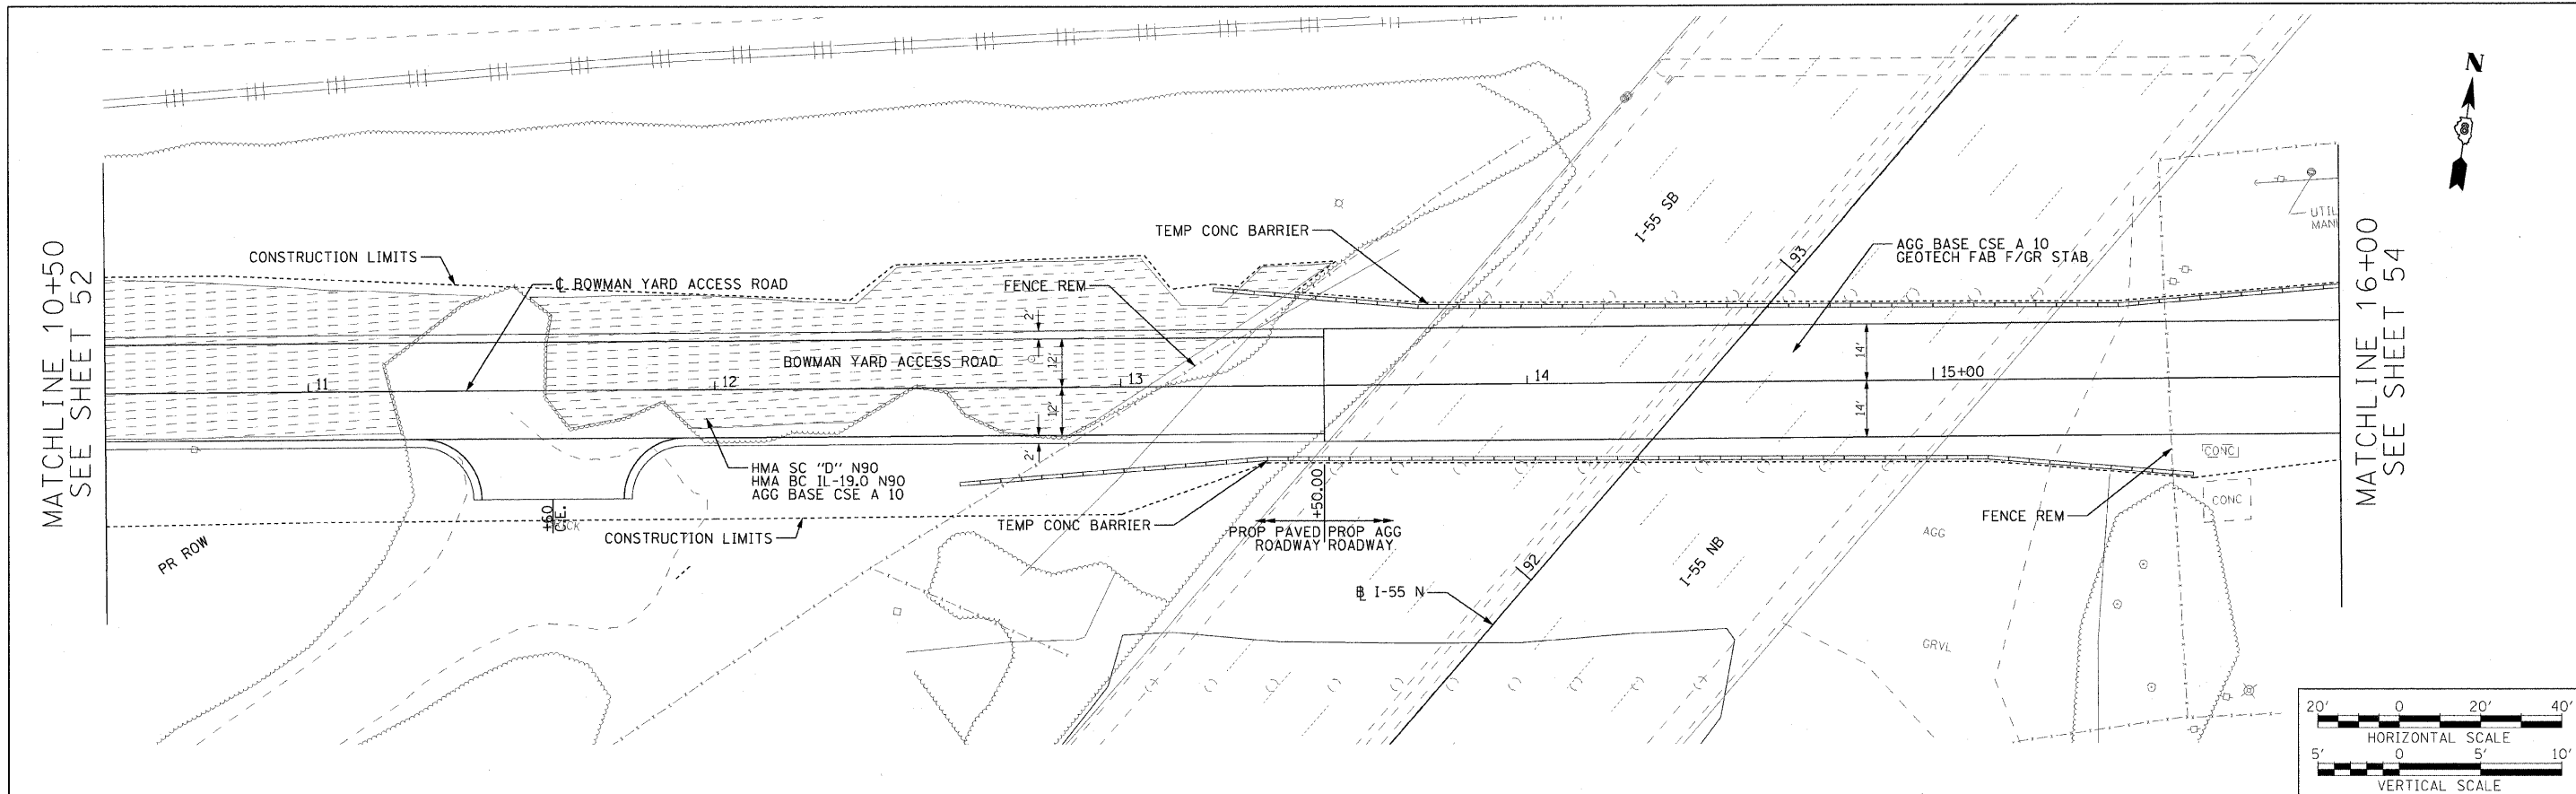 N
8
MATCHLINE 10+50
SEE SHEET 52
MATCHLINE 16+00
SEE SHEET 54
CONSTRUCTION LIMITS
℄ BOWMAN YARD ACCESS ROAD
FENCE REM
TEMP CONC BARRIER
I-55 SB
93
AGG BASE CSE A 10
GEOTECH FAB F/GR STAB
UTIL
MAN
2'
12'
BOWMAN YARD ACCESS ROAD
14'
11
12
13
14
15+00
12'
14'
2'
HMA SC "D" N90
HMA BC IL-19.0 N90
AGG BASE CSE A 10
+60
C.E.
CONSTRUCTION LIMITS
PR ROW
TEMP CONC BARRIER
+50.00
PROP PAVED
ROADWAY
PROP AGG
ROADWAY
92
I-55 NB
℄ I-55 N
FENCE REM
CONC
CONC
AGG
GRVL
20' 0 20' 40'
HORIZONTAL SCALE
5' 0 5' 10'
VERTICAL SCALE